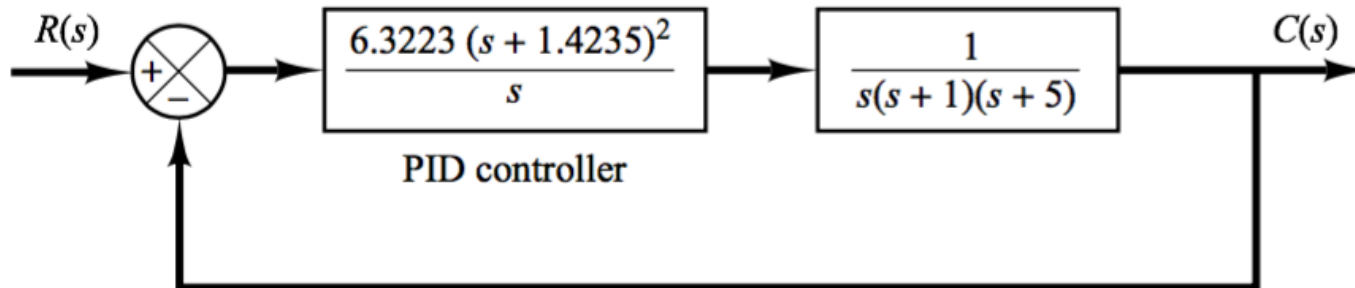 R(s)
+
−
6.3223 (s + 1.4235)²
s
PID controller
1
s(s + 1)(s + 5)
C(s)